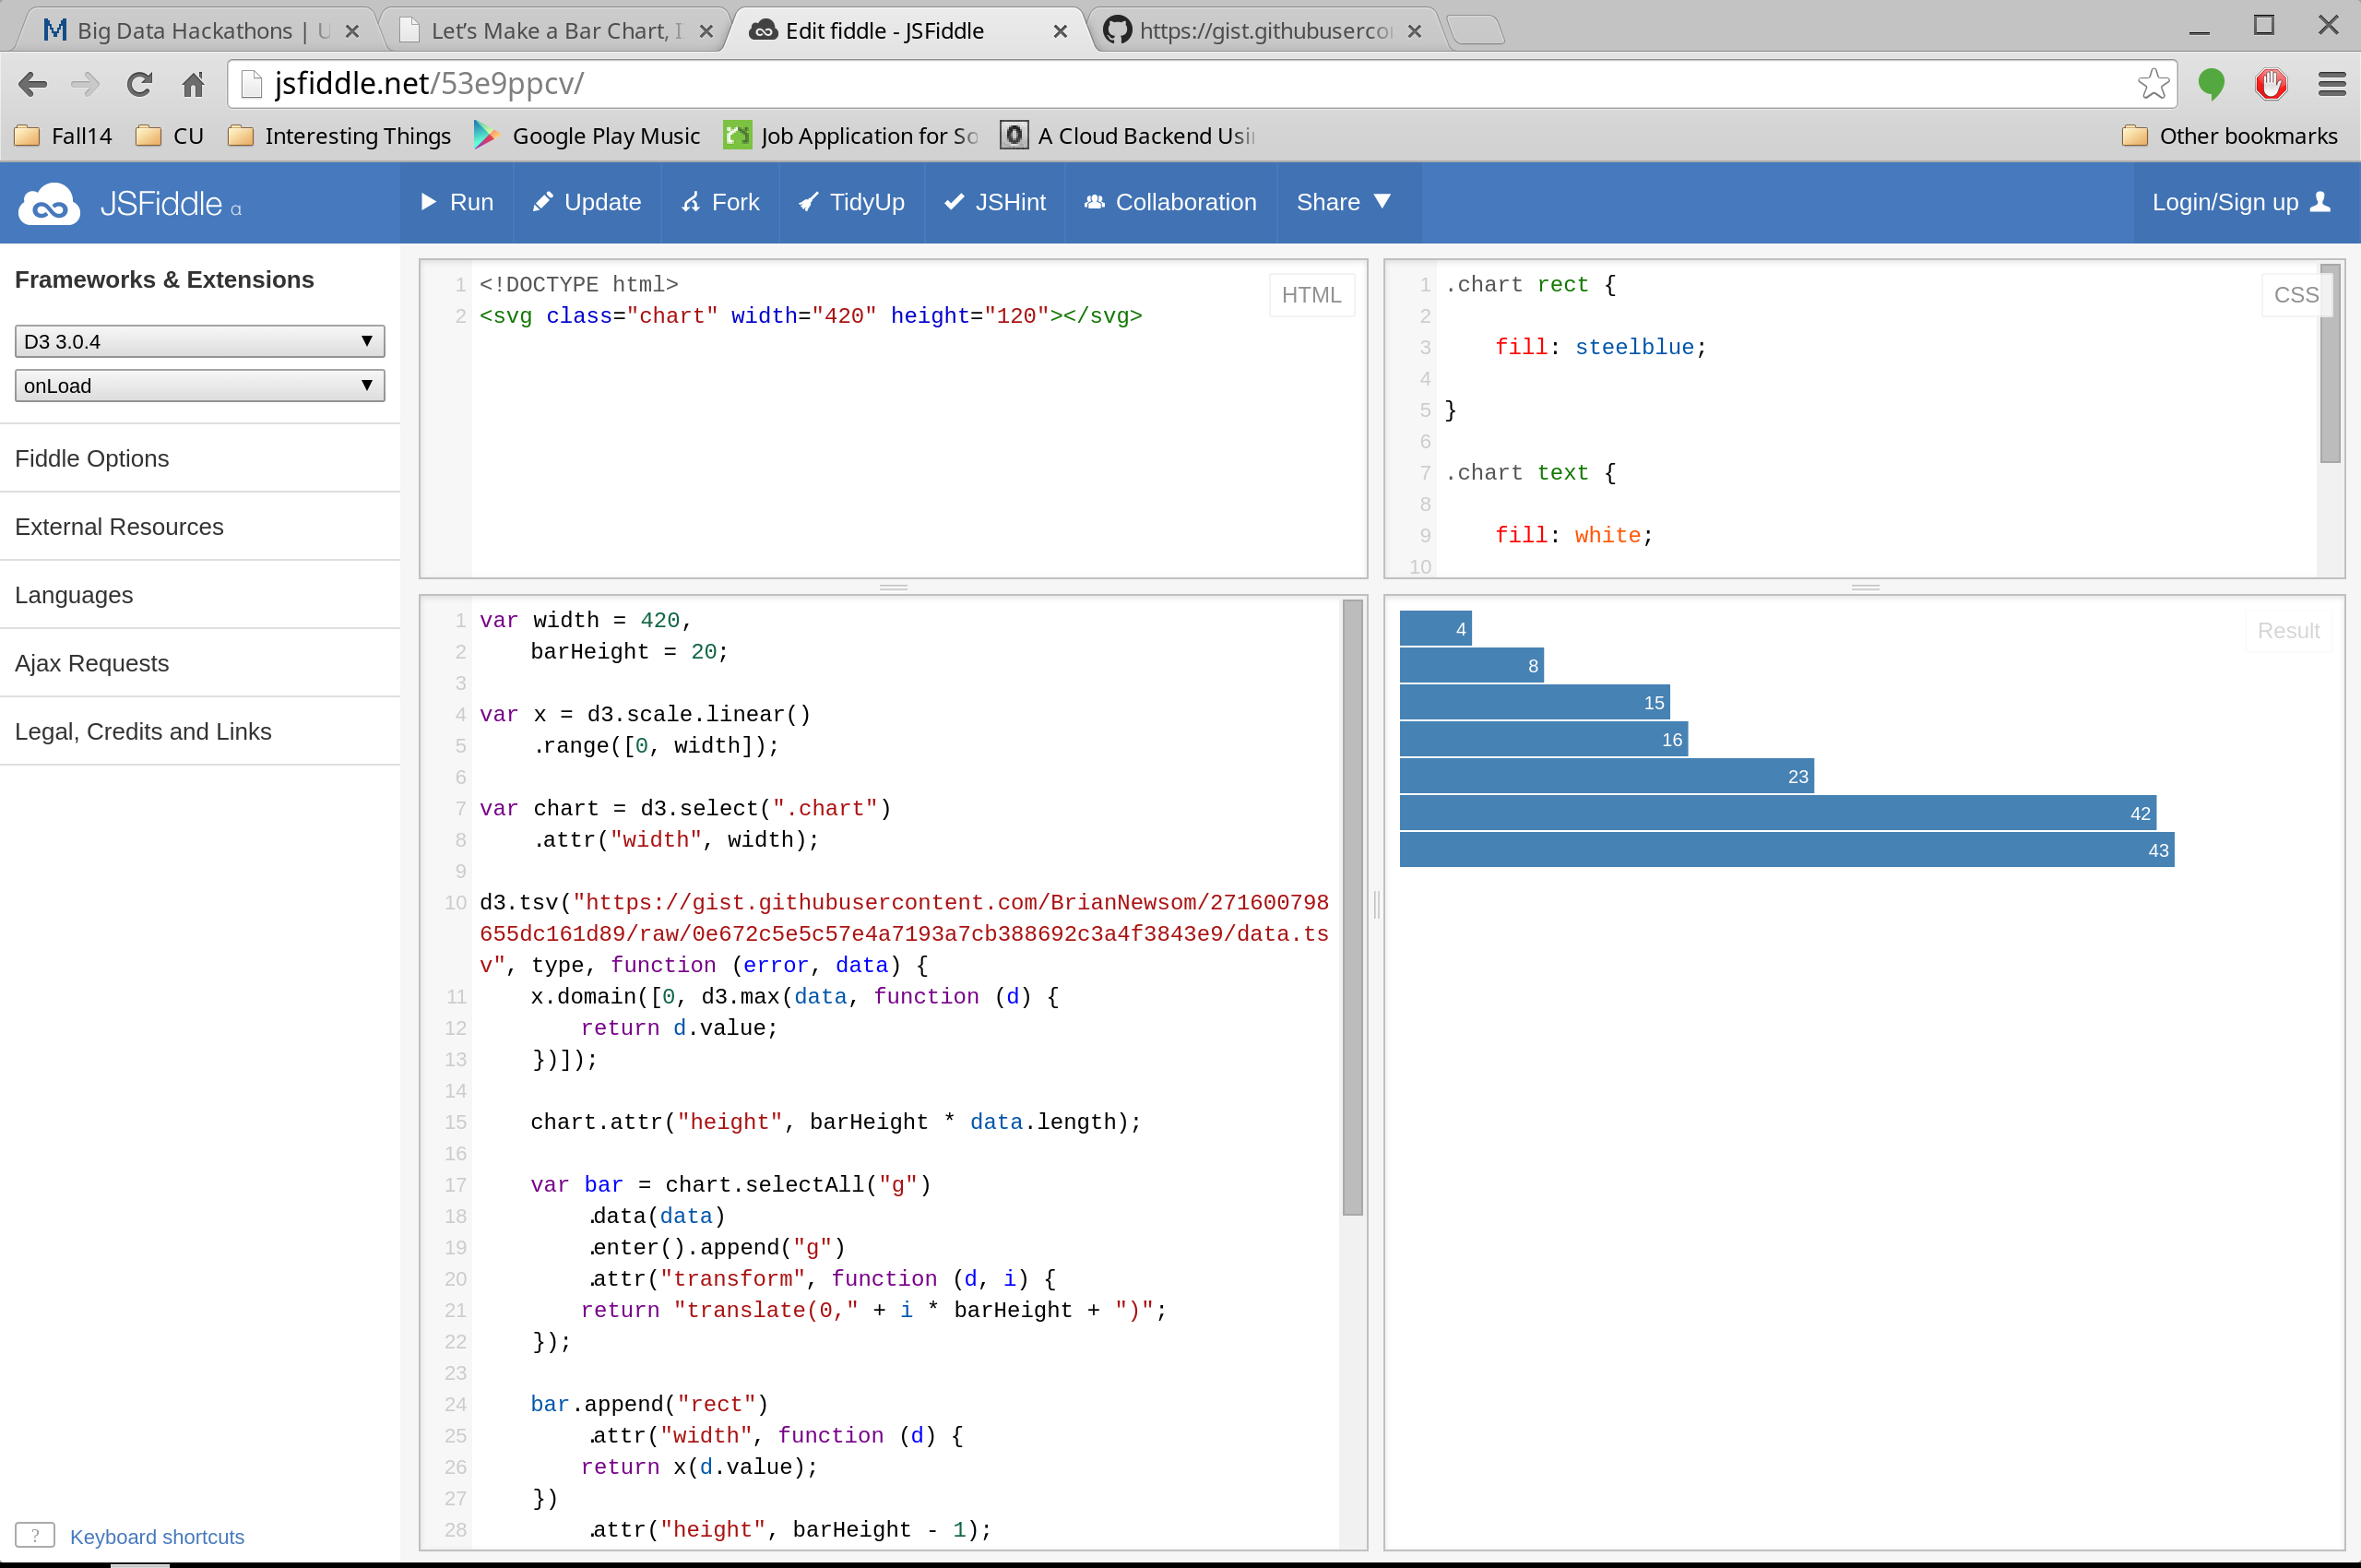 Big Data Hackathons | U
Let's Make a Bar Chart, I
Edit fiddle - JSFiddle
https://gist.githubuserco
jsfiddle.net/53e9ppcv/
Fall14 CU Interesting Things Google Play Music Job Application for So A Cloud Backend Usi Other bookmarks
JSFiddle α
Run Update Fork TidyUp JSHint Collaboration Share ▼ Login/Sign up
Frameworks & Extensions
D3 3.0.4
onLoad
Fiddle Options
External Resources
Languages
Ajax Requests
Legal, Credits and Links
? Keyboard shortcuts
HTML
1 <!DOCTYPE html>
2 <svg class="chart" width="420" height="120"></svg>
CSS
1 .chart rect {
2
3 fill: steelblue;
4
5 }
6
7 .chart text {
8
9 fill: white;
10
1 var width = 420,
2 barHeight = 20;
3
4 var x = d3.scale.linear()
5 .range([0, width]);
6
7 var chart = d3.select(".chart")
8 .attr("width", width);
9
10 d3.tsv("https://gist.githubusercontent.com/BrianNewsom/271600798
655dc161d89/raw/0e672c5e5c57e4a7193a7cb388692c3a4f3843e9/data.ts
v", type, function (error, data) {
11 x.domain([0, d3.max(data, function (d) {
12 return d.value;
13 })]);
14
15 chart.attr("height", barHeight * data.length);
16
17 var bar = chart.selectAll("g")
18 .data(data)
19 .enter().append("g")
20 .attr("transform", function (d, i) {
21 return "translate(0," + i * barHeight + ")";
22 });
23
24 bar.append("rect")
25 .attr("width", function (d) {
26 return x(d.value);
27 })
28 .attr("height", barHeight - 1);
Result
4
8
15
16
23
42
43